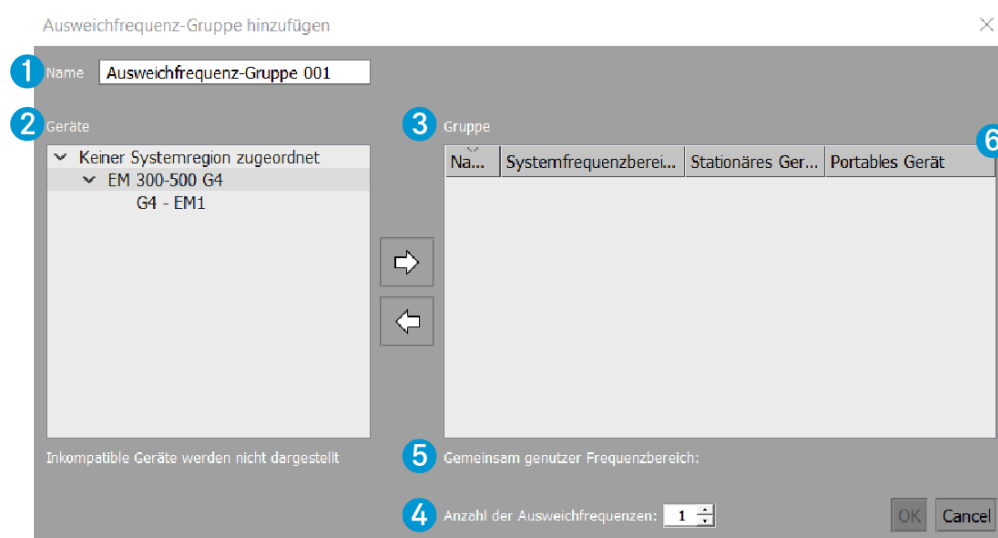 Ausweichfrequenz-Gruppe hinzufügen
1 Name Ausweichfrequenz-Gruppe 001
2 Geräte
3 Gruppe
6
Keiner Systemregion zugeordnet
EM 300-500 G4
G4 - EM1
Na... Systemfrequenzberei... Stationäres Ger... Portables Gerät
Inkompatible Geräte werden nicht dargestellt
5 Gemeinsam genutzer Frequenzbereich:
4 Anzahl der Ausweichfrequenzen: 1
OK Cancel